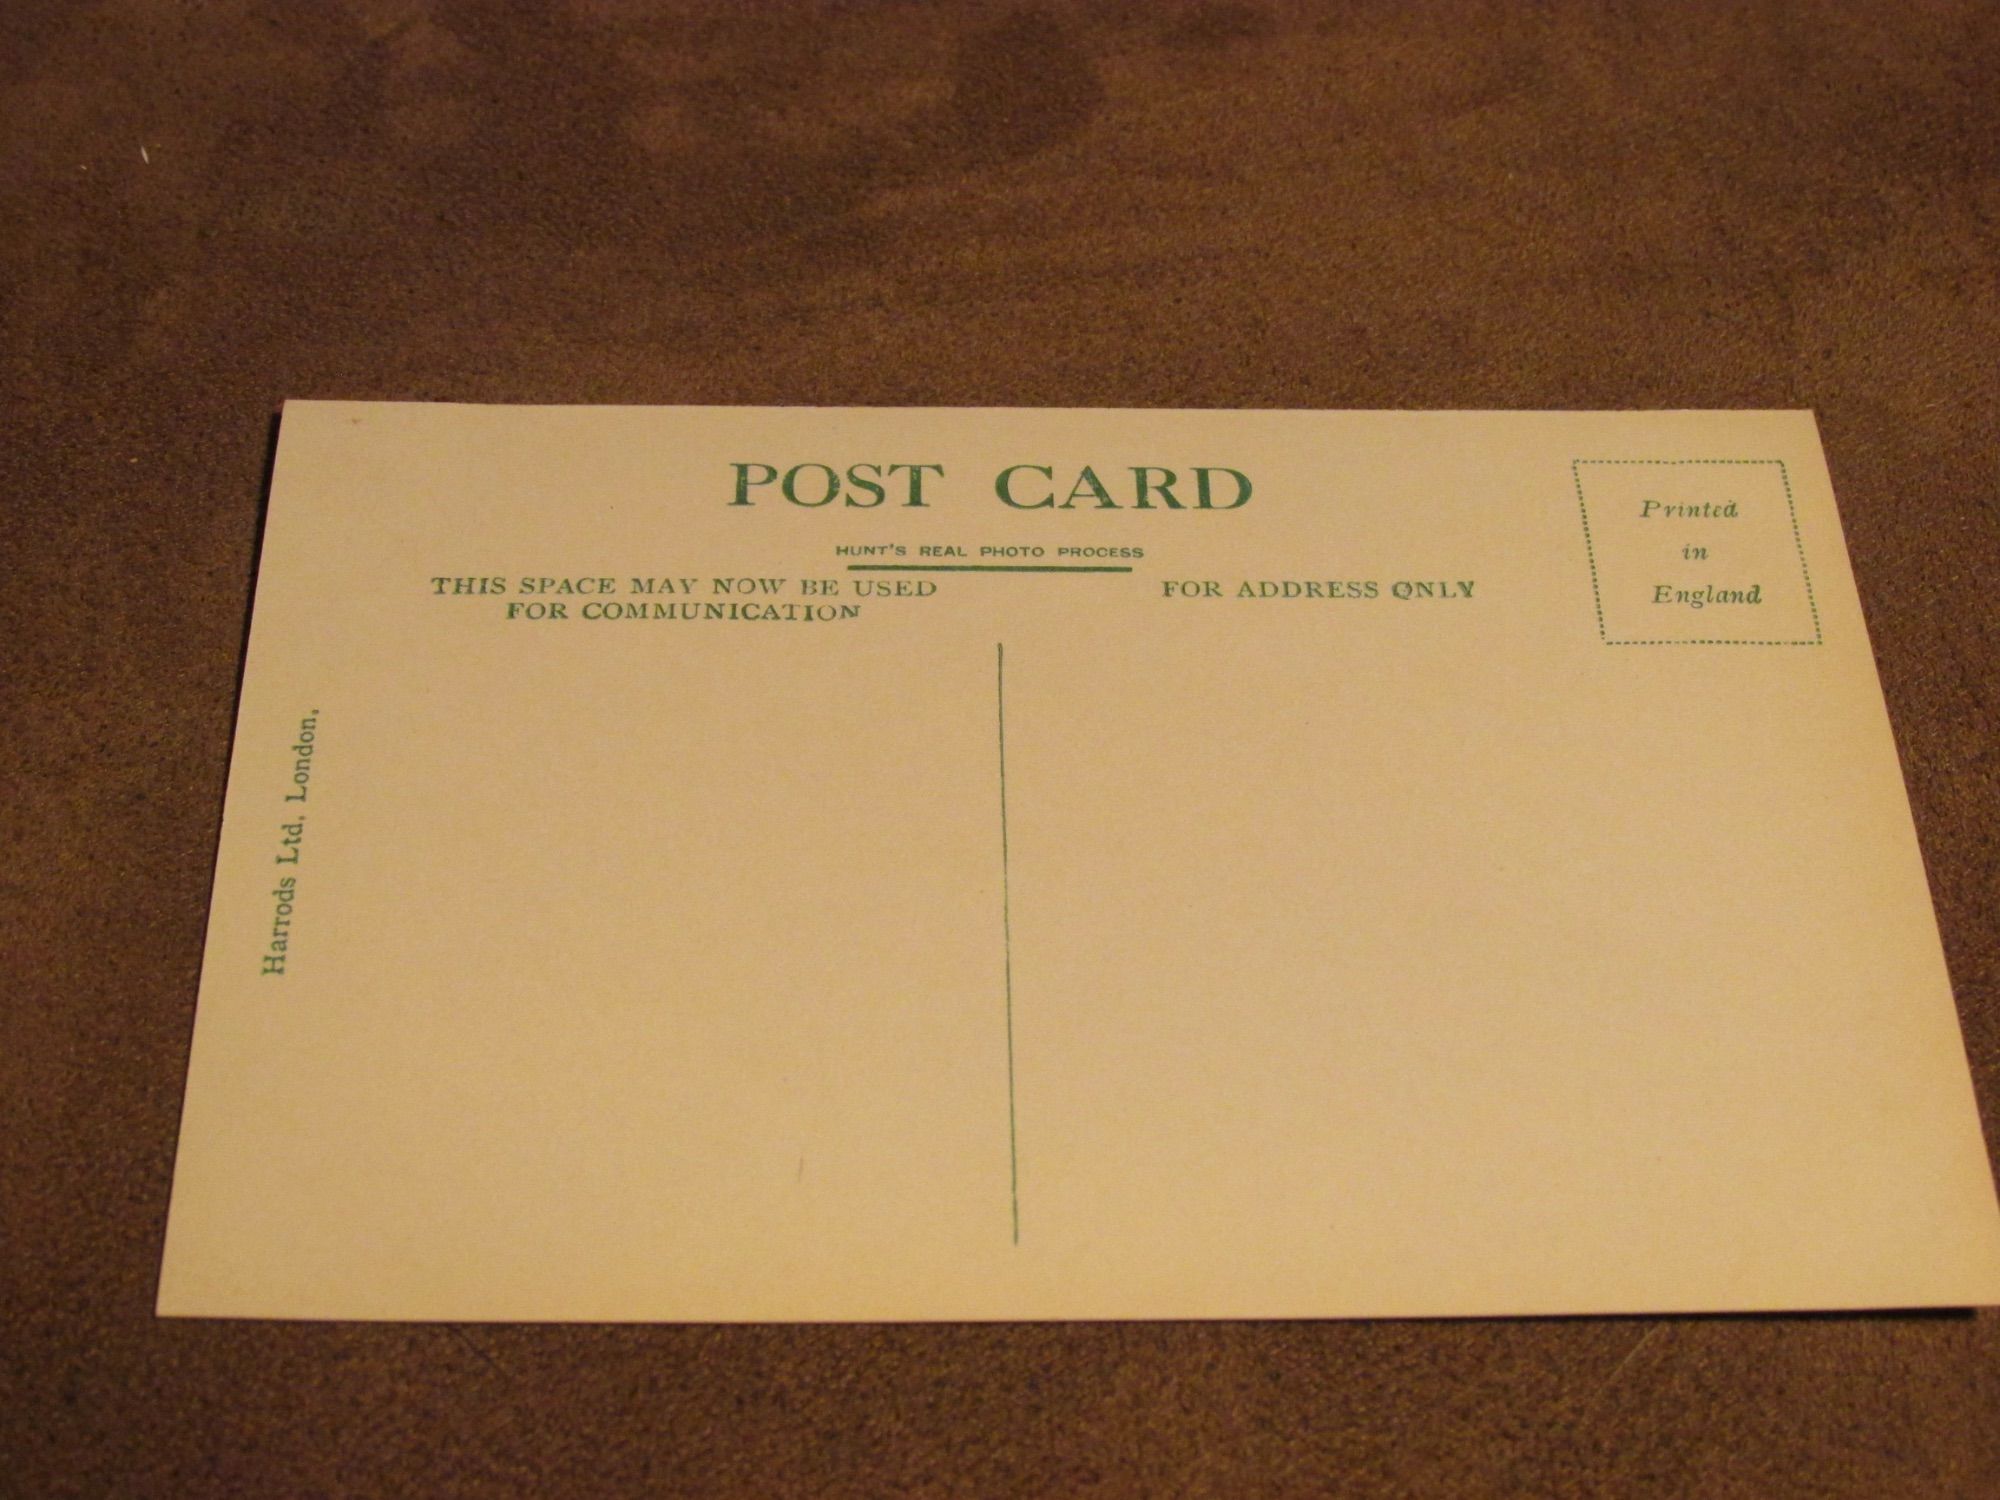 POST CARD
HUNT'S REAL PHOTO PROCESS
THIS SPACE MAY NOW BE USED
FOR COMMUNICATION
FOR ADDRESS ONLY
Printed
in
England
Harrods Ltd. London.